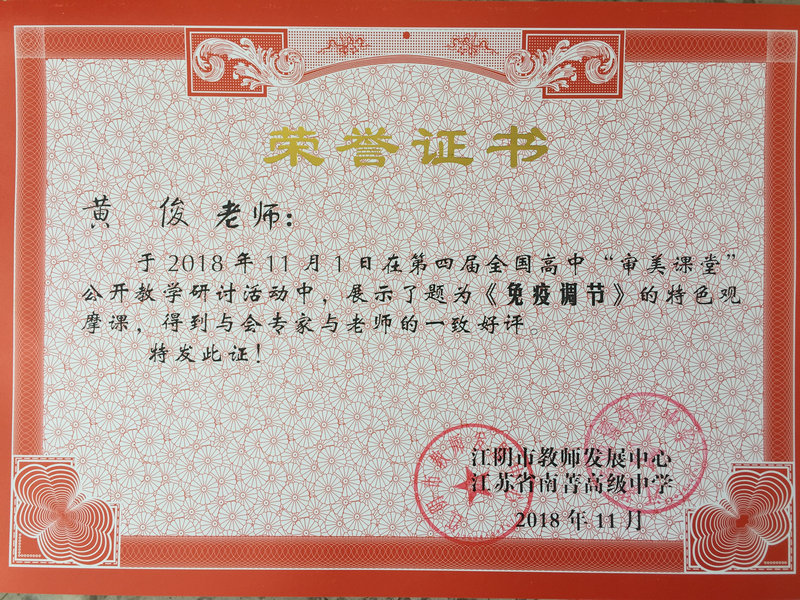 荣誉证书
黄 俊 老师：
于 2018 年 11 月 1 日在第四届全国高中“审美课堂”
公开教学研讨活动中，展示了题为《免疫调节》的特色观
摩课，得到与会专家与老师的一致好评。
特发此证！
江阴市教师发展中心
江苏省南菁高级中学
2018 年 11 月